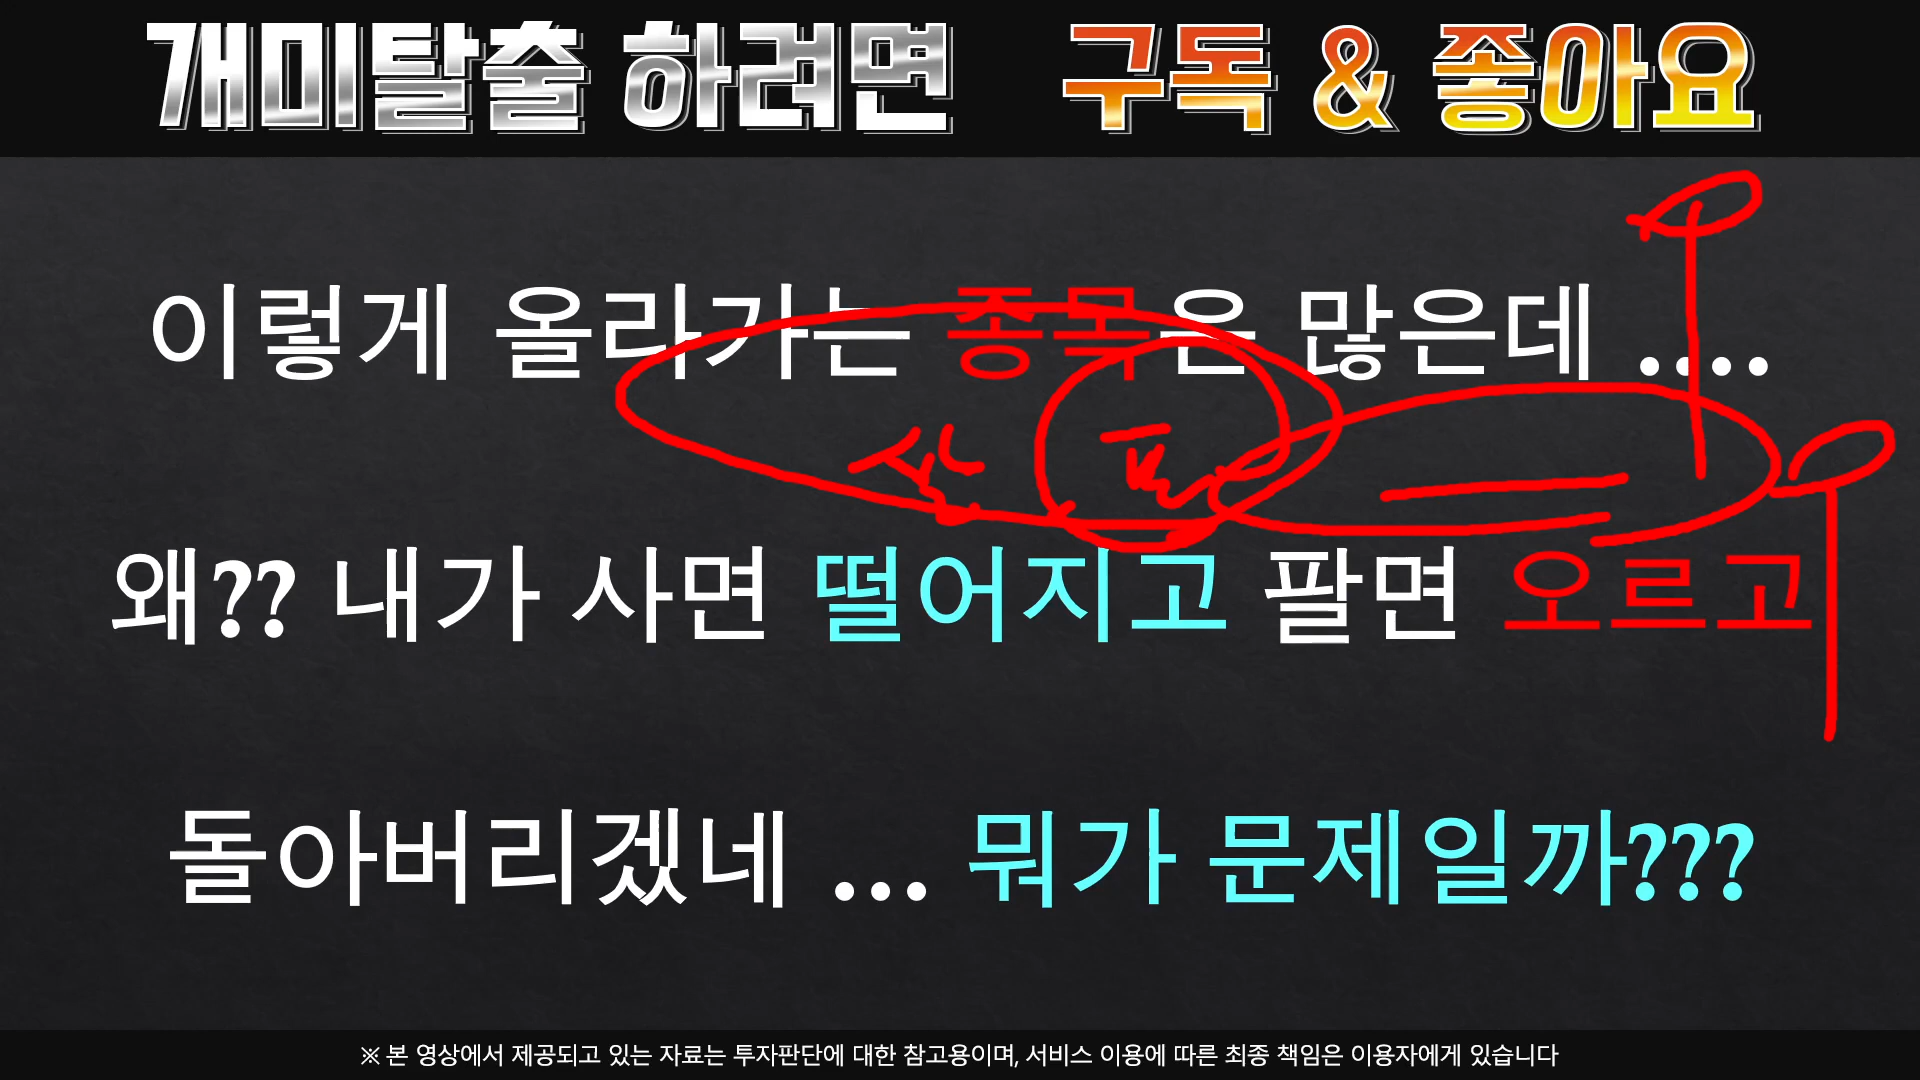 개미탈출 하려면 구독 & 좋아요
이렇게 올라가는 종목은 많은데 ....
왜?? 내가 사면 떨어지고 팔면 오르고
돌아버리겠네 ... 뭐가 문제일까???
※ 본 영상에서 제공되고 있는 자료는 투자판단에 대한 참고용이며, 서비스 이용에 따른 최종 책임은 이용자에게 있습니다